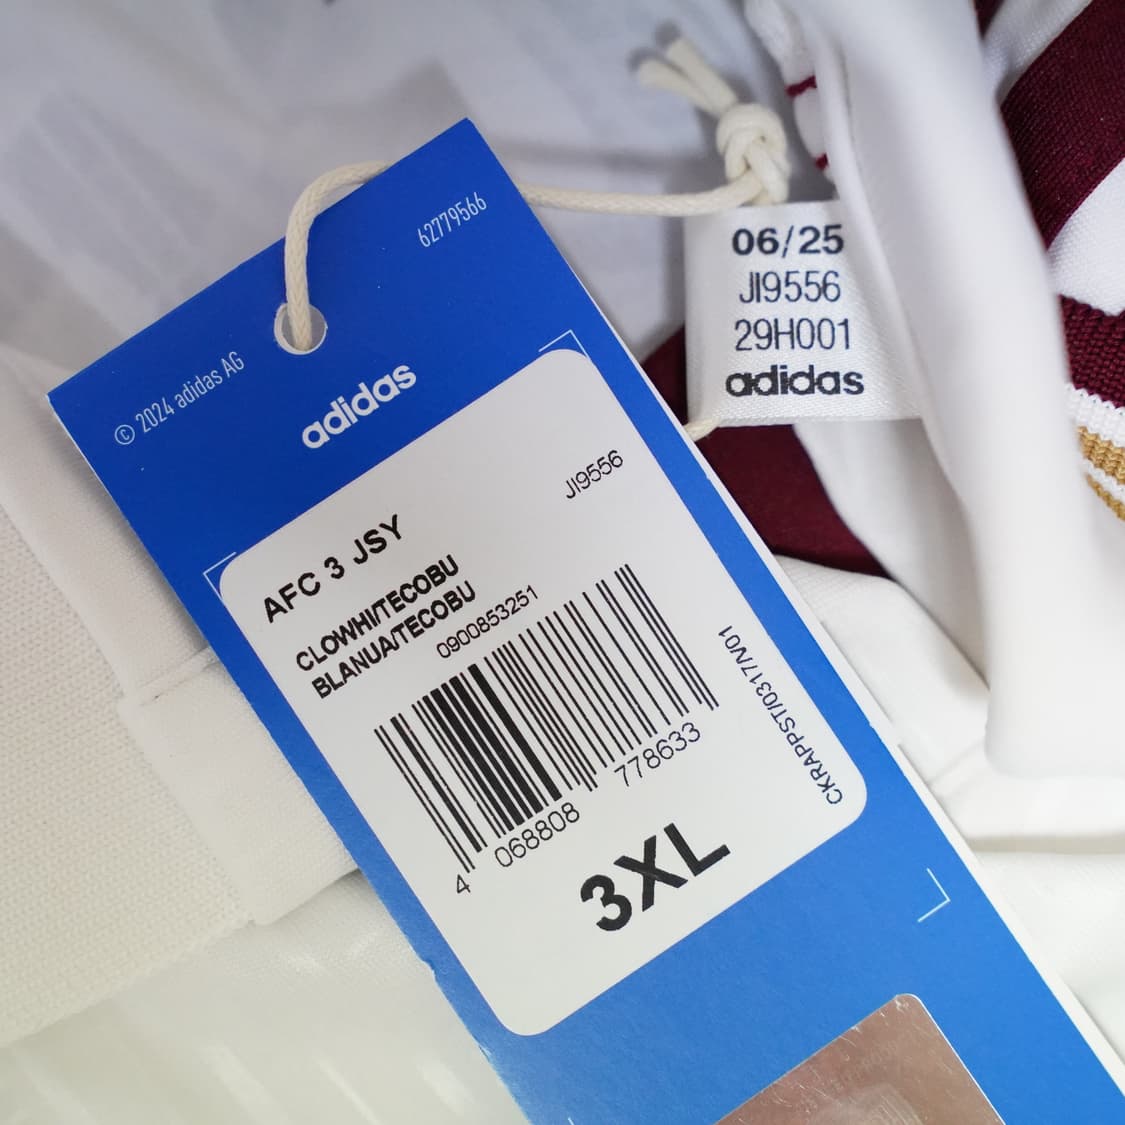 62779566
© 2024 adidas AG
adidas
JI9556
AFC 3 JSY
CLOWHI/TECOBU
BLANUA/TECOBU
0900853251
4 068808 778633
CKRAPPST/0317/V01
3XL
06/25
JI9556
29H001
adidas